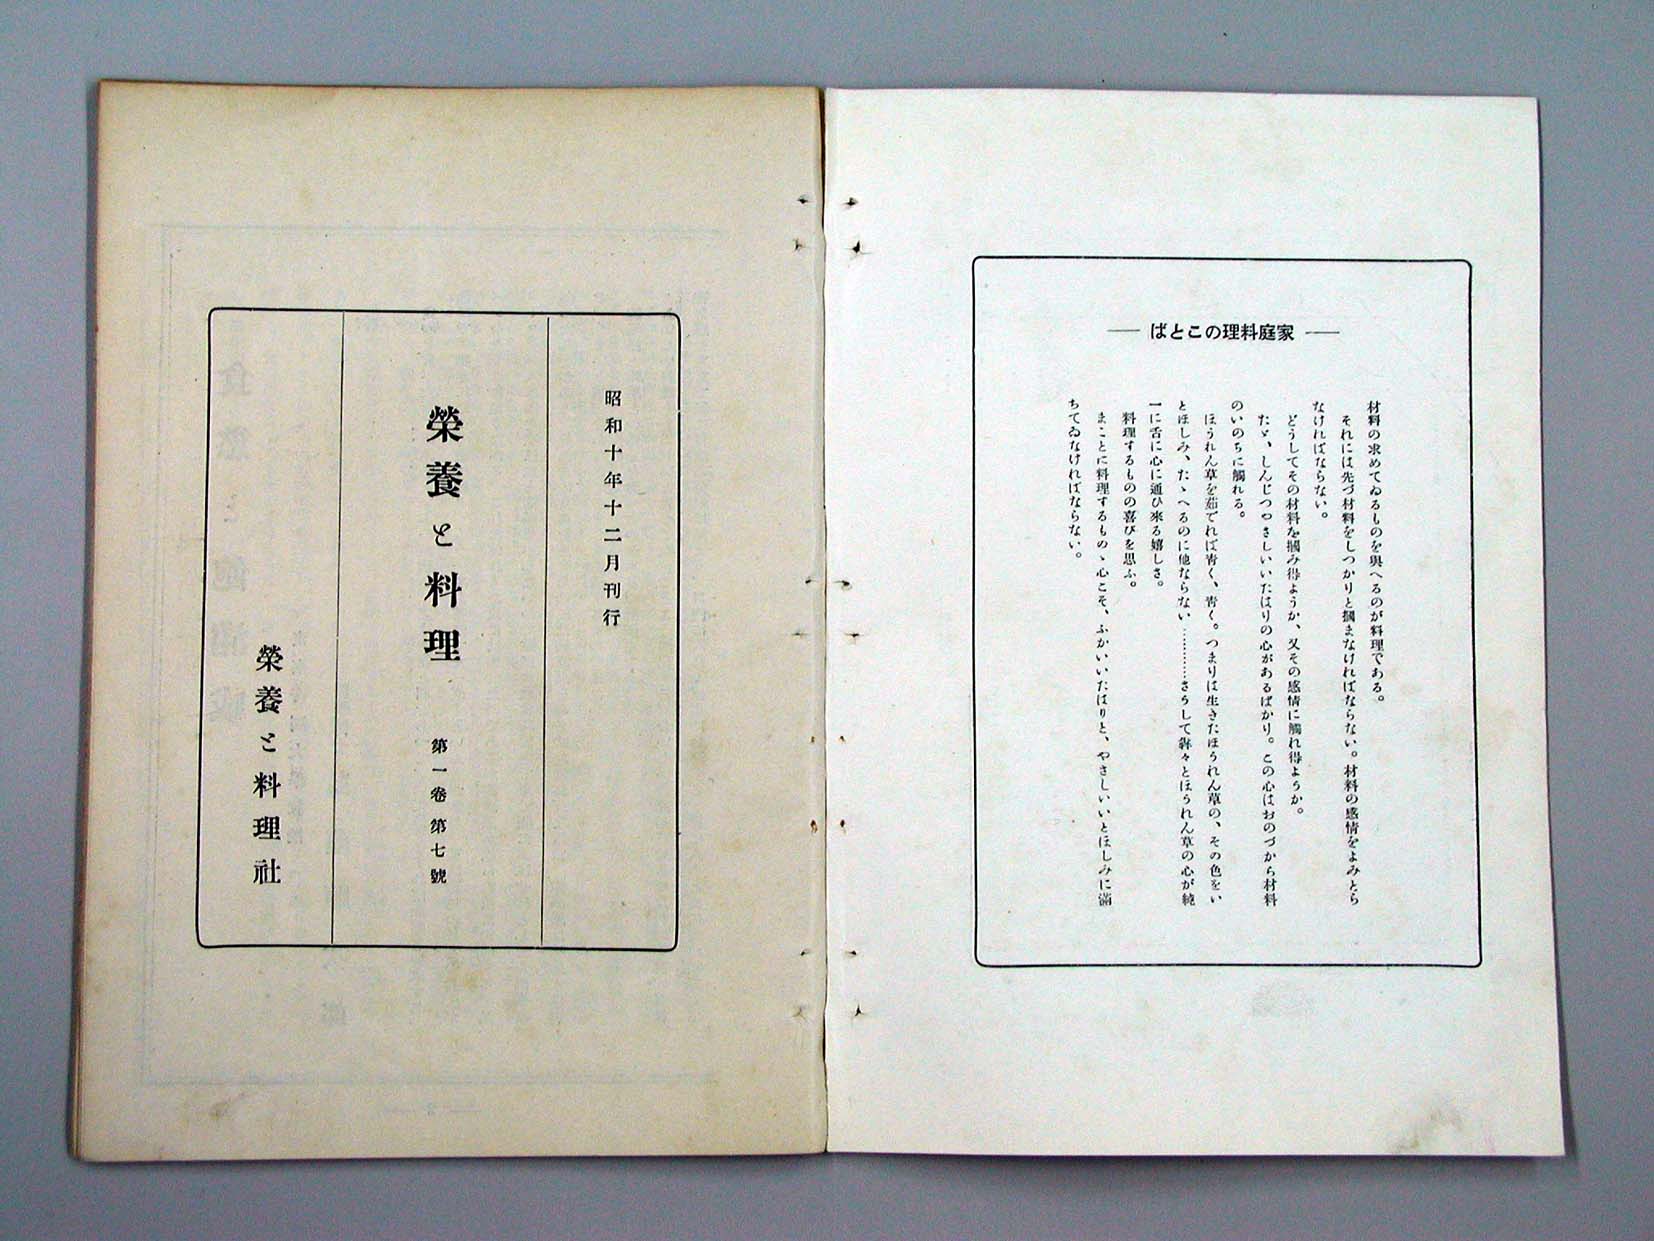 ― 家庭料理のことば ―
材料の求めてゐるものを與へるのが料理である。
それには先づ材料をしつかりと摑まなければならない。材料の感情をよみとら
なければならない。
どうしてその材料を摑み得ようか、又その感情に觸れ得ようか。
たゞ、しんじつやさしいいたはりの心があるばかり。この心はおのづから材料
のいのちに觸れる。
ほうれん草を茹でれば靑く、靑く。つまりは生きたほうれん草の、その色をい
とほしみ、たゝへるのに他ならない…………さうして犇々とほうれん草の心が純
一に舌に心に通ひ來る嬉しさ。
料理するものの喜びを思ふ。
まことに料理するものゝ心こそ、ふかいいたはりと、やさしいいとほしみに滿
ちてゐなければならない。
昭和十年十二月刊行
榮養と料理 第一卷第七號
榮養と料理社